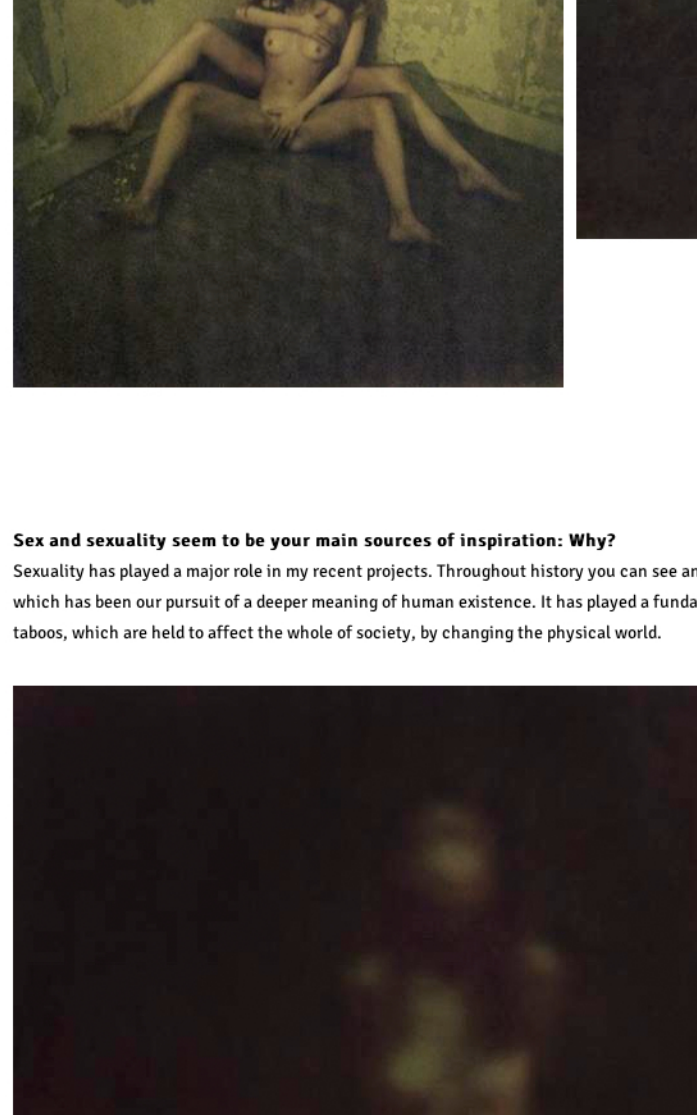 Sex and sexuality seem to be your main sources of inspiration: Why?
Sexuality has played a major role in my recent projects. Throughout history you can see
which has been our pursuit of a deeper meaning of human existence. It has played a
taboos, which are held to affect the whole of society, by changing the physical world.